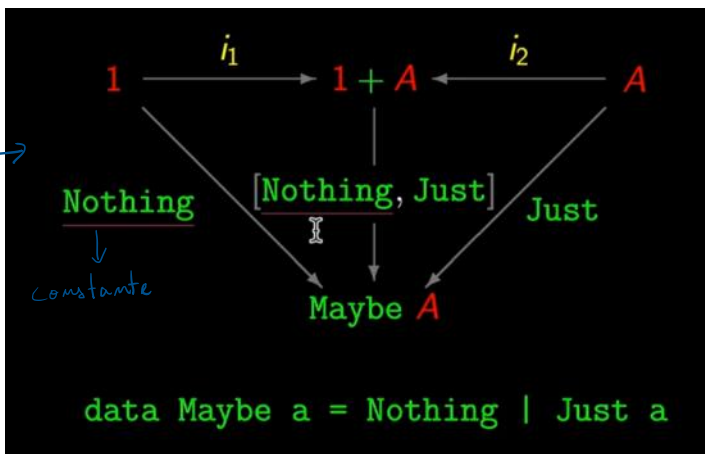 i₁ i₂
1 1 + A A
Nothing [Nothing, Just] Just
constante
Maybe A
data Maybe a = Nothing | Just a